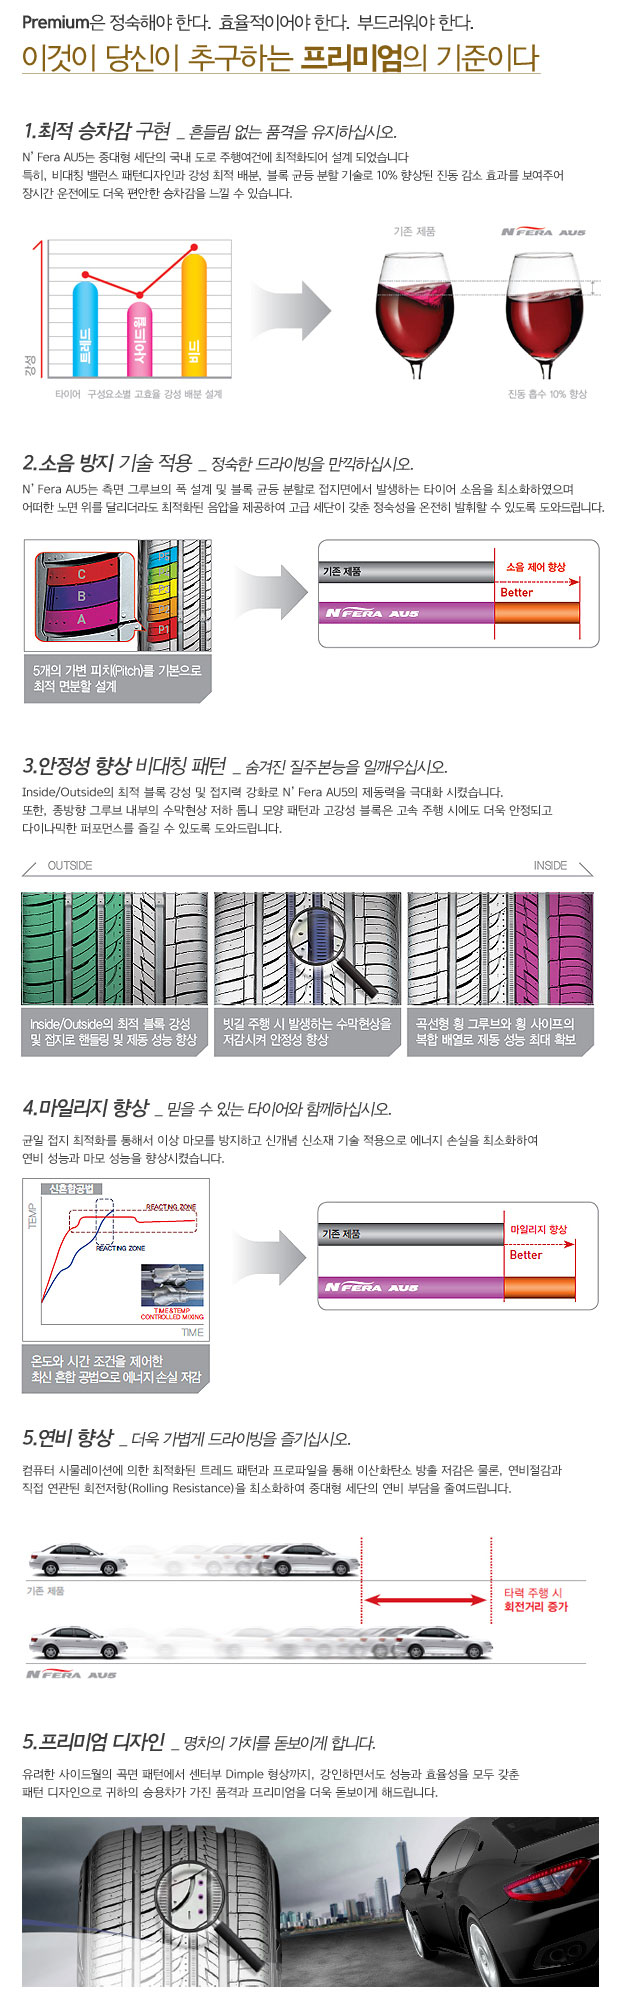 Premium은 정숙해야 한다. 효율적이어야 한다. 부드러워야 한다.
이것이 당신이 추구하는 프리미엄의 기준이다
1.최적 승차감 구현 _ 흔들림 없는 품격을 유지하십시오.
N' Fera AU5는 중대형 세단의 국내 도로 주행여건에 최적화되어 설계 되었습니다
특히, 비대칭 밸런스 패턴디자인과 강성 최적 배분, 블록 균등 분할 기술로 10% 향상된 진동 감소 효과를 보여주어
장시간 운전에도 더욱 편안한 승차감을 느낄 수 있습니다.
기존 제품
N'FERA AU5
강성
트레드
사이드월
비드
타이어 구성요소별 고효율 강성 배분 설계
진동 흡수 10% 향상
2.소음 방지 기술 적용 _ 정숙한 드라이빙을 만끽하십시오.
N' Fera AU5는 측면 그루브의 폭 설계 및 블록 균등 분할로 접지면에서 발생하는 타이어 소음을 최소화하였으며
어떠한 노면 위를 달리더라도 최적화된 음압을 제공하여 고급 세단이 갖춘 정숙성을 온전히 발휘할 수 있도록 도와드립니다.
C
B
A
P1
기존 제품
소음 제어 향상
Better
N'FERA AU5
5개의 가변 피치(Pitch)를 기본으로
최적 면분할 설계
3.안정성 향상 비대칭 패턴 _ 숨겨진 질주본능을 일깨우십시오.
Inside/Outside의 최적 블록 강성 및 접지력 강화로 N' Fera AU5의 제동력을 극대화 시켰습니다.
또한, 종방향 그루브 내부의 수막현상 저하 톱니 모양 패턴과 고강성 블록은 고속 주행 시에도 더욱 안정되고
다이나믹한 퍼포먼스를 즐길 수 있도록 도와드립니다.
OUTSIDE
INSIDE
Inside/Outside의 최적 블록 강성
및 접지로 핸들링 및 제동 성능 향상
빗길 주행 시 발생하는 수막현상을
저감시켜 안정성 향상
곡선형 횡 그루브와 횡 사이프의
복합 배열로 제동 성능 최대 확보
4.마일리지 향상 _ 믿을 수 있는 타이어와 함께하십시오.
균일 접지 최적화를 통해서 이상 마모를 방지하고 신개념 신소재 기술 적용으로 에너지 손실을 최소화하여
연비 성능과 마모 성능을 향상시켰습니다.
신혼합공법
TEMP
REACTING ZONE
REACTING ZONE
TIME&TEMP
CONTROLLED MIXING
TIME
기존 제품
마일리지 향상
Better
N'FERA AU5
온도와 시간 조건을 제어한
최신 혼합 공법으로 에너지 손실 저감
5.연비 향상 _ 더욱 가볍게 드라이빙을 즐기십시오.
컴퓨터 시물레이션에 의한 최적화된 트레드 패턴과 프로파일을 통해 이산화탄소 방출 저감은 물론, 연비절감과
직접 연관된 회전저항(Rolling Resistance)을 최소화하여 중대형 세단의 연비 부담을 줄여드립니다.
기존 제품
타력 주행 시
회전거리 증가
N'FERA AU5
5.프리미엄 디자인 _ 명차의 가치를 돋보이게 합니다.
유려한 사이드월의 곡면 패턴에서 센터부 Dimple 형상까지, 강인하면서도 성능과 효율성을 모두 갖춘
패턴 디자인으로 귀하의 승용차가 가진 품격과 프리미엄을 더욱 돋보이게 해드립니다.